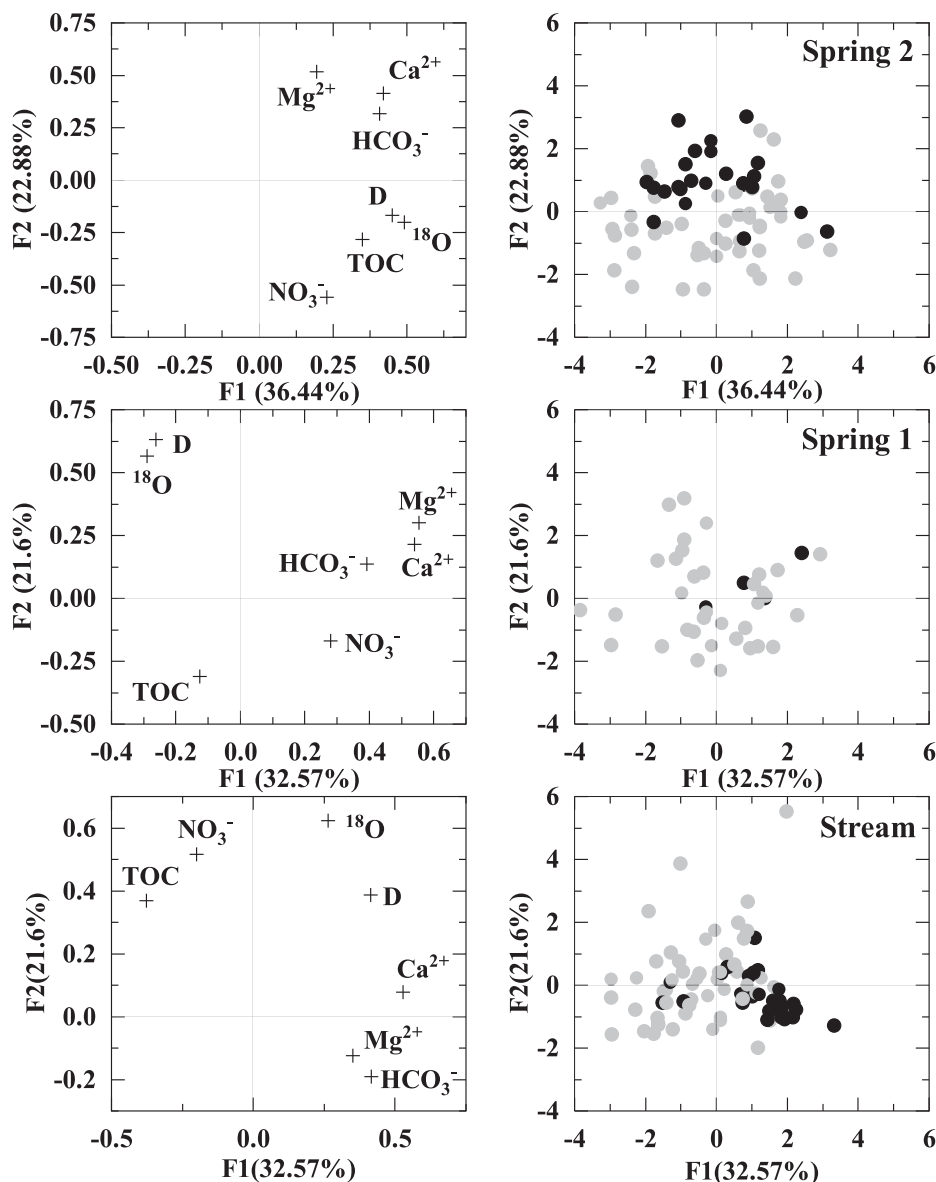 0.75
0.50
0.25
0.00
-0.25
-0.50
-0.75
F2 (22.88%)
Ca²⁺
Mg²⁺
HCO₃⁻
D
¹⁸O
TOC
NO₃⁻
-0.50 -0.25 0.00 0.25 0.50
F1 (36.44%)
6
4
2
0
-2
-4
F2 (22.88%)
Spring 2
-4 -2 0 2 4 6
F1 (36.44%)
0.75
0.50
0.25
0.00
-0.25
-0.50
F2 (21.6%)
D
¹⁸O
Mg²⁺
HCO₃⁻
Ca²⁺
NO₃⁻
TOC
-0.4 -0.2 0.0 0.2 0.4 0.6
F1 (32.57%)
6
4
2
0
-2
-4
F2 (21.6%)
Spring 1
-4 -2 0 2 4 6
F1 (32.57%)
0.6
0.4
0.2
0.0
-0.2
F2(21.6%)
NO₃⁻
¹⁸O
TOC
D
Ca²⁺
Mg²⁺
HCO₃⁻
-0.5 0.0 0.5
F1(32.57%)
6
4
2
0
-2
-4
F2(21.6%)
Stream
-4 -2 0 2 4 6
F1(32.57%)